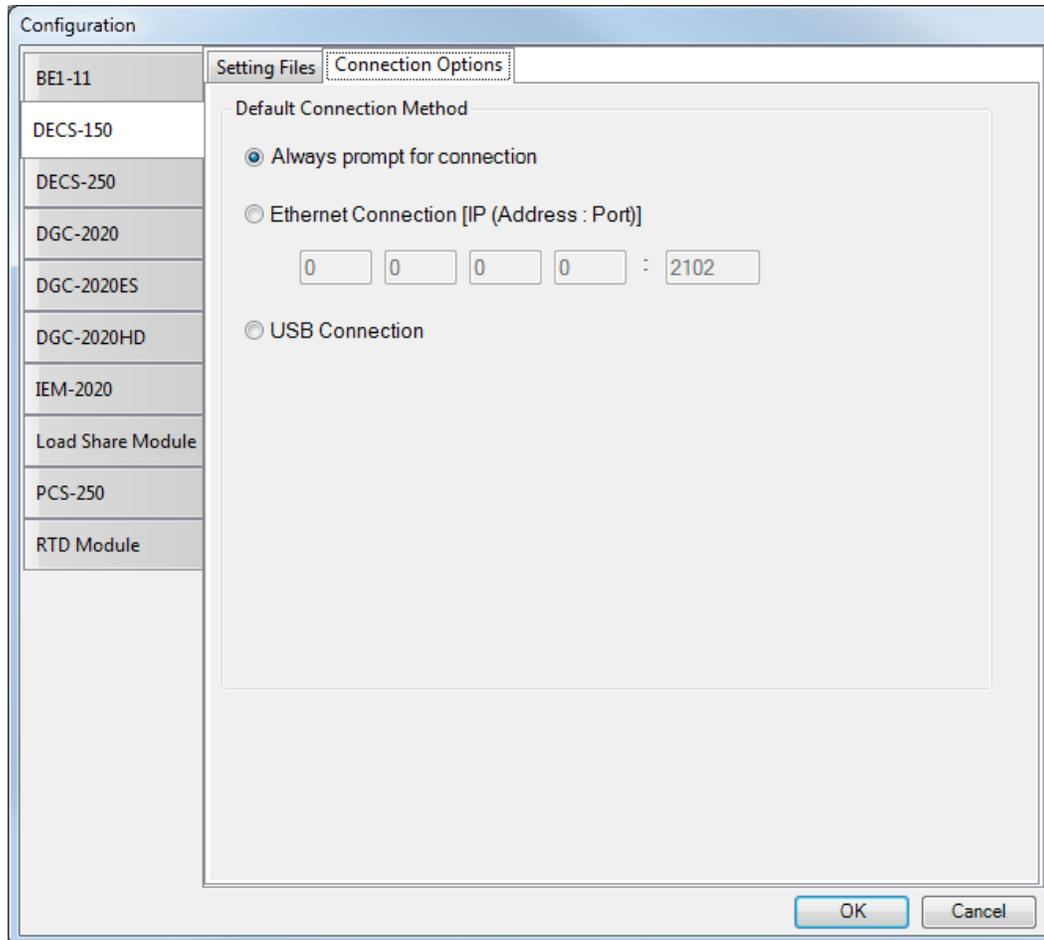 Configuration
BE1-11
DECS-150
DECS-250
DGC-2020
DGC-2020ES
DGC-2020HD
IEM-2020
Load Share Module
PCS-250
RTD Module
Setting Files Connection Options
Default Connection Method
Always prompt for connection
Ethernet Connection [IP (Address : Port)]
0 0 0 0 : 2102
USB Connection
OK Cancel